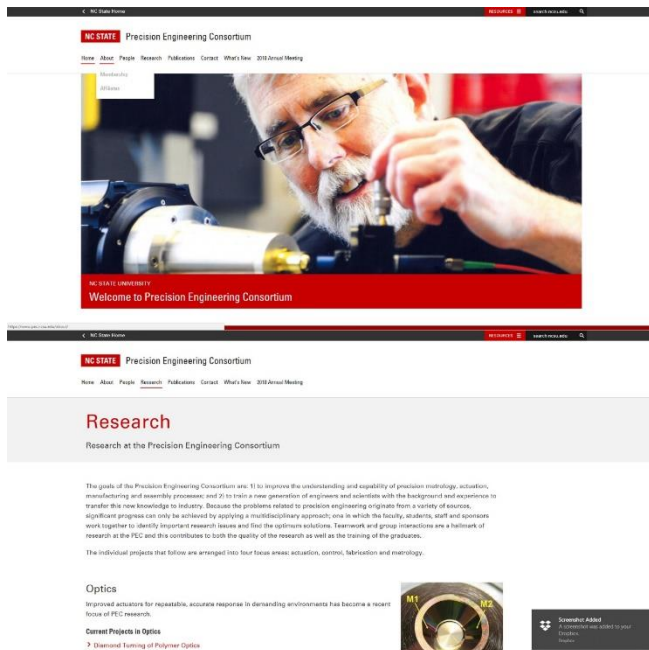 < NC State Home
RESOURCES
search.ncsu.edu
NC STATE Precision Engineering Consortium
Home About People Research Publications Contact What's New 2018 Annual Meeting
Membership
Affiliates
NC STATE UNIVERSITY
Welcome to Precision Engineering Consortium
< NC State Home
RESOURCES
search.ncsu.edu
NC STATE Precision Engineering Consortium
Home About People Research Publications Contact What's New 2018 Annual Meeting
Research
Research at the Precision Engineering Consortium
The goals of the Precision Engineering Consortium are: 1) to improve the understanding and capability of precision metrology, actuation,
manufacturing and assembly processes; and 2) to train a new generation of engineers and scientists with the background and experience to
transfer this new knowledge to industry. Because the problems related to precision engineering originate from a variety of sources,
significant progress can only be achieved by applying a multidisciplinary approach; one in which the faculty, students, staff and sponsors
work together to identify important research issues and find the optimum solutions. Teamwork and group interactions are a hallmark of
research at the PEC and this contributes to both the quality of the research as well as the training of the graduates.
The individual projects that follow are arranged into four focus areas; actuation, control, fabrication and metrology.
Optics
Improved actuators for repeatable, accurate response in demanding environments has become a recent
focus of PEC research.
Current Projects in Optics
> Diamond Turning of Polymer Optics
M1 M2
Screenshot Added
A screenshot was added to your
Dropbox.
Dropbox